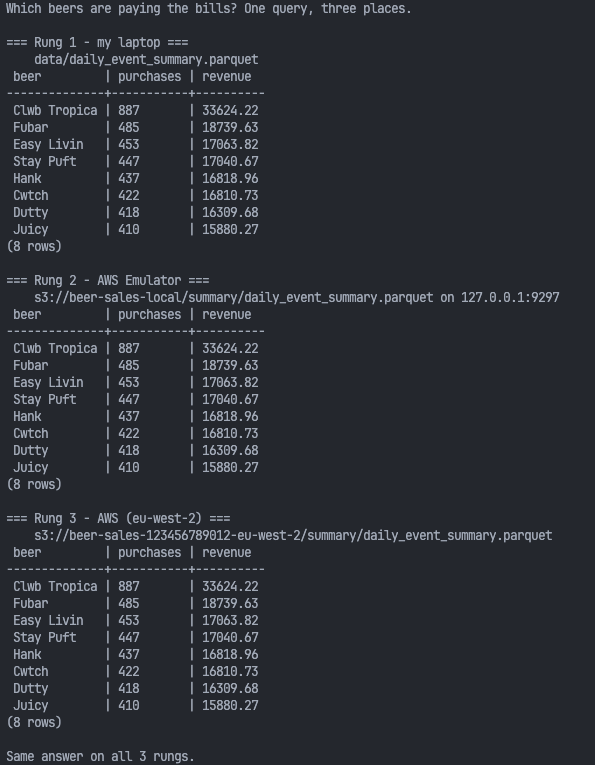 Which beers are paying the bills? One query, three places.

=== Rung 1 - my laptop ===
    data/daily_event_summary.parquet
 beer         | purchases | revenue
--------------+-----------+----------
 Clwb Tropica | 887       | 33624.22
 Fubar        | 485       | 18739.63
 Easy Livin   | 453       | 17063.82
 Stay Puft    | 447       | 17040.67
 Hank         | 437       | 16818.96
 Cwtch        | 422       | 16810.73
 Dutty        | 418       | 16309.68
 Juicy        | 410       | 15880.27
(8 rows)

=== Rung 2 - AWS Emulator ===
    s3://beer-sales-local/summary/daily_event_summary.parquet on 127.0.0.1:9297
 beer         | purchases | revenue
--------------+-----------+----------
 Clwb Tropica | 887       | 33624.22
 Fubar        | 485       | 18739.63
 Easy Livin   | 453       | 17063.82
 Stay Puft    | 447       | 17040.67
 Hank         | 437       | 16818.96
 Cwtch        | 422       | 16810.73
 Dutty        | 418       | 16309.68
 Juicy        | 410       | 15880.27
(8 rows)

=== Rung 3 - AWS (eu-west-2) ===
    s3://beer-sales-123456789012-eu-west-2/summary/daily_event_summary.parquet
 beer         | purchases | revenue
--------------+-----------+----------
 Clwb Tropica | 887       | 33624.22
 Fubar        | 485       | 18739.63
 Easy Livin   | 453       | 17063.82
 Stay Puft    | 447       | 17040.67
 Hank         | 437       | 16818.96
 Cwtch        | 422       | 16810.73
 Dutty        | 418       | 16309.68
 Juicy        | 410       | 15880.27
(8 rows)

Same answer on all 3 rungs.